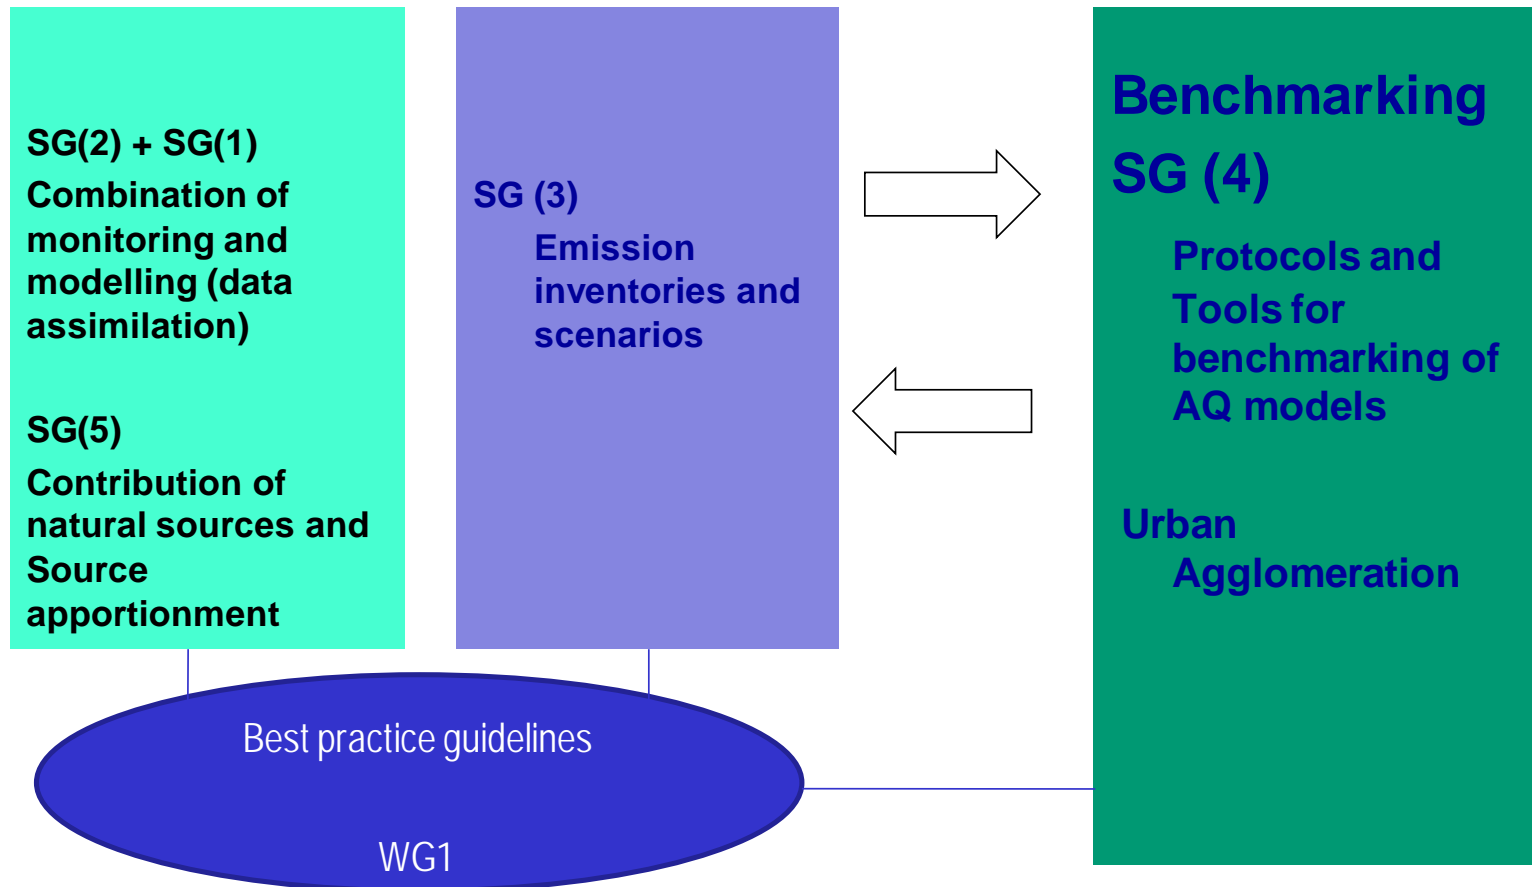 SG(2) + SG(1)
Combination of
monitoring and
modelling (data
assimilation)
SG(5)
Contribution of
natural sources and
Source
apportionment
SG (3)
Emission
inventories and
scenarios
Benchmarking
SG (4)
Protocols and
Tools for
benchmarking of
AQ models
Urban
Agglomeration
Best practice guidelines
WG1